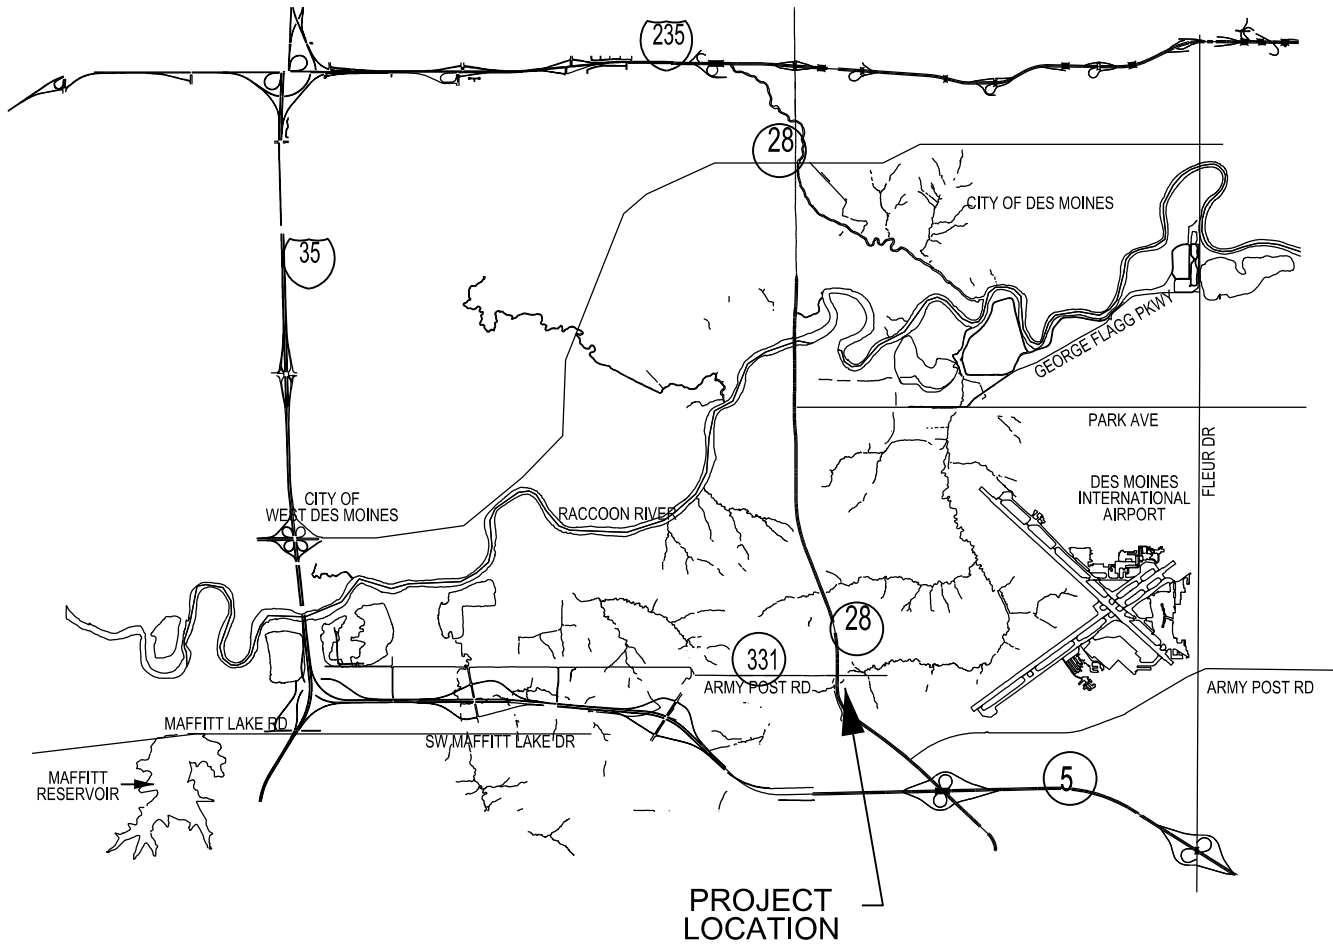 235
28
CITY OF DES MOINES
35
GEORGE FLAGG PKWY
PARK AVE
FLEUR DR
CITY OF
WEST DES MOINES
RACCOON RIVER
DES MOINES
INTERNATIONAL
AIRPORT
28
331
ARMY POST RD
ARMY POST RD
MAFFITT LAKE RD
SW MAFFITT LAKE DR
MAFFITT
RESERVOIR
5
PROJECT
LOCATION